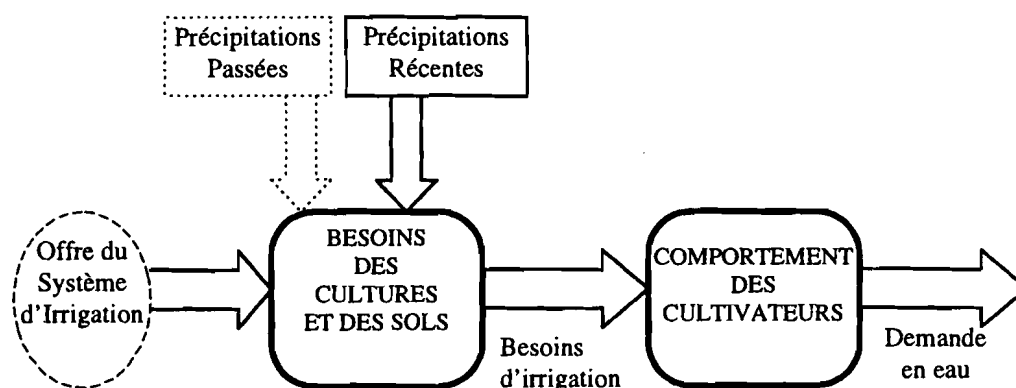 Précipitations
Passées
Précipitations
Récentes
Offre du
Système
d'Irrigation
BESOINS
DES
CULTURES
ET DES SOLS
Besoins
d'irrigation
COMPORTEMENT
DES
CULTIVATEURS
Demande
en eau